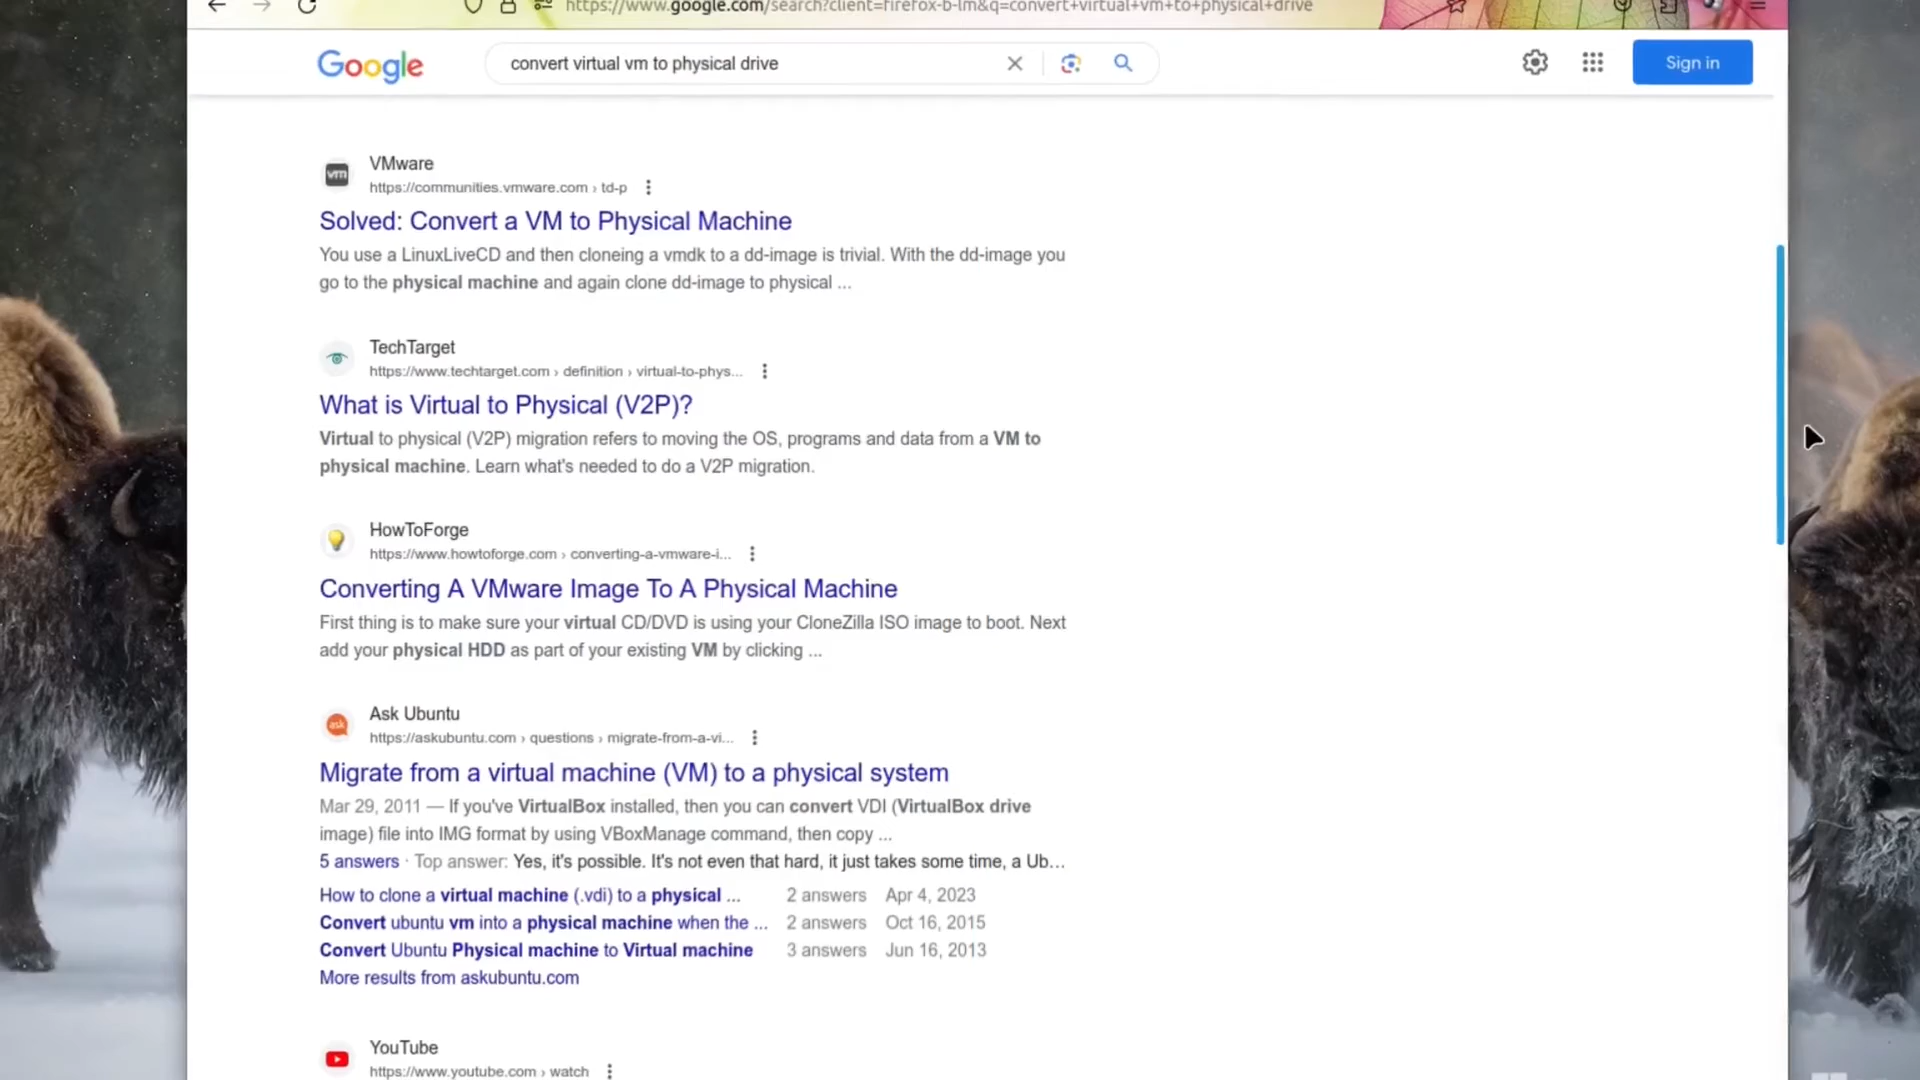 https://www.google.com/search?client=firefox-b-lm&q=convert+virtual+vm+to+physical+drive
Google
convert virtual vm to physical drive
Sign in
vm
VMware
https://communities.vmware.com › td-p
Solved: Convert a VM to Physical Machine
You use a LinuxLiveCD and then cloneing a vmdk to a dd-image is trivial. With the dd-image you
go to the physical machine and again clone dd-image to physical ...
TechTarget
https://www.techtarget.com › definition › virtual-to-phys...
What is Virtual to Physical (V2P)?
Virtual to physical (V2P) migration refers to moving the OS, programs and data from a VM to
physical machine. Learn what's needed to do a V2P migration.
HowToForge
https://www.howtoforge.com › converting-a-vmware-i...
Converting A VMware Image To A Physical Machine
First thing is to make sure your virtual CD/DVD is using your CloneZilla ISO image to boot. Next
add your physical HDD as part of your existing VM by clicking ...
ask
Ask Ubuntu
https://askubuntu.com › questions › migrate-from-a-vi...
Migrate from a virtual machine (VM) to a physical system
Mar 29, 2011 — If you've VirtualBox installed, then you can convert VDI (VirtualBox drive
image) file into IMG format by using VBoxManage command, then copy ...
5 answers · Top answer: Yes, it's possible. It's not even that hard, it just takes some time, a Ub...
How to clone a virtual machine (.vdi) to a physical ... 2 answers Apr 4, 2023
Convert ubuntu vm into a physical machine when the ... 2 answers Oct 16, 2015
Convert Ubuntu Physical machine to Virtual machine 3 answers Jun 16, 2013
More results from askubuntu.com
YouTube
https://www.youtube.com › watch